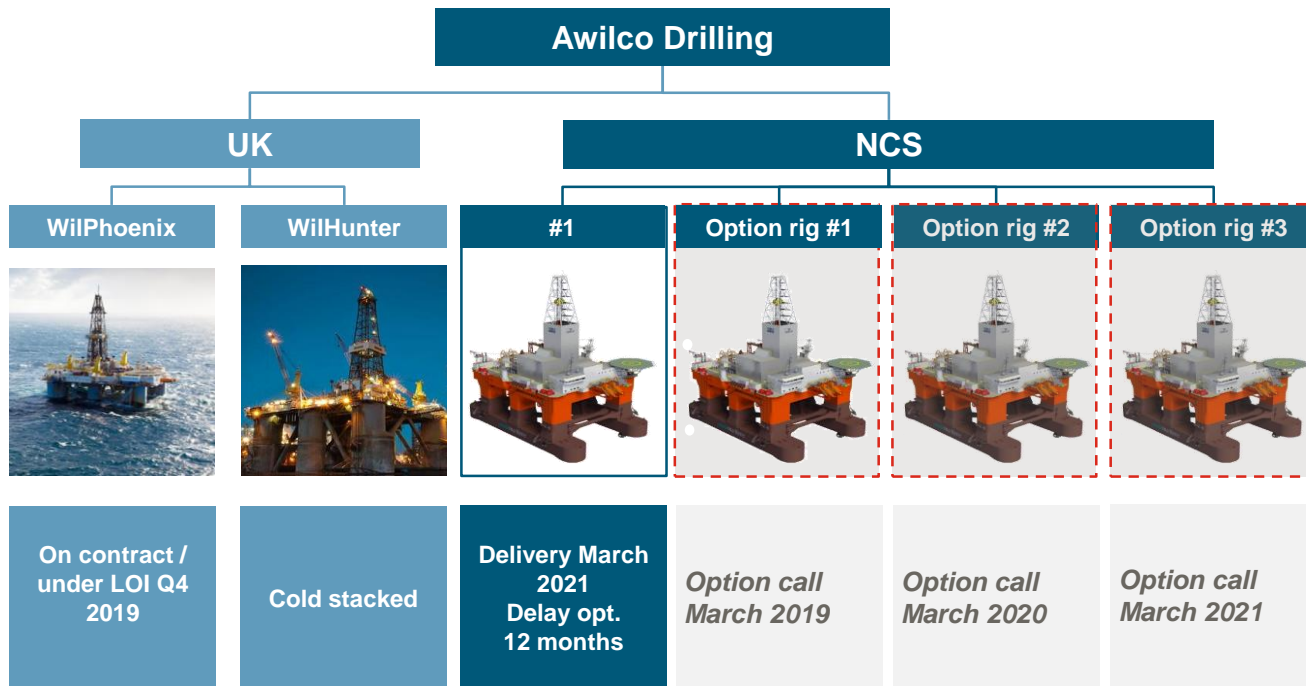 Awilco Drilling
UK
NCS
WilPhoenix
WilHunter
#1
Option rig #1
Option rig #2
Option rig #3
On contract /
under LOI Q4
2019
Cold stacked
Delivery March
2021
Delay opt.
12 months
Option call
March 2019
Option call
March 2020
Option call
March 2021